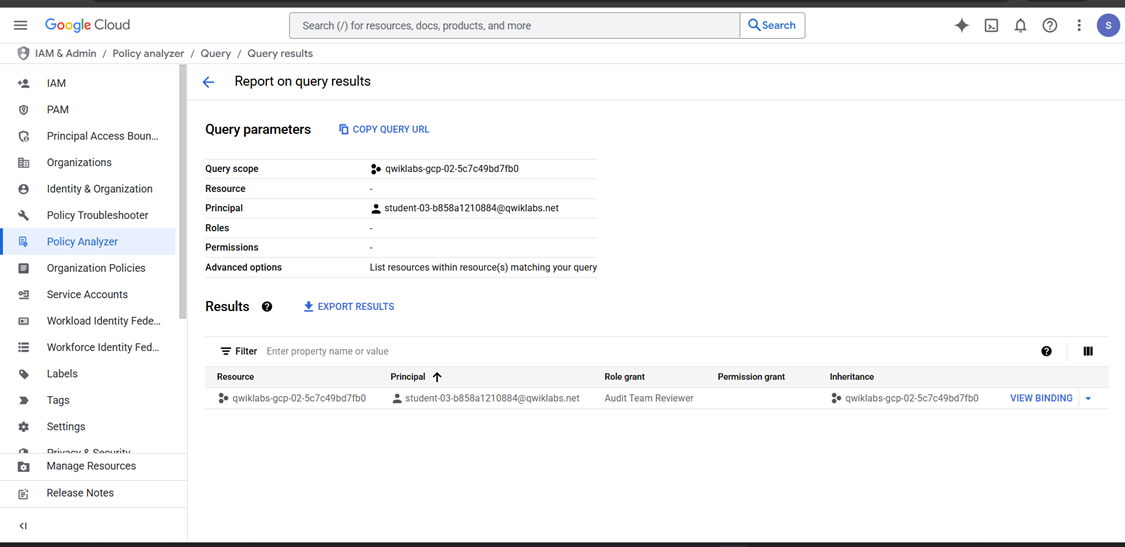 Google Cloud
Search (/) for resources, docs, products, and more
Search
S
IAM & Admin / Policy analyzer / Query / Query results
IAM
PAM
Principal Access Boun...
Organizations
Identity & Organization
Policy Troubleshooter
Policy Analyzer
Organization Policies
Service Accounts
Workload Identity Fede...
Workforce Identity Fed...
Labels
Tags
Settings
Privacy & Security
Manage Resources
Release Notes
Report on query results
Query parameters COPY QUERY URL
Query scope qwiklabs-gcp-02-5c7c49bd7fb0
Resource -
Principal student-03-b858a1210884@qwiklabs.net
Roles -
Permissions -
Advanced options List resources within resource(s) matching your query
Results EXPORT RESULTS
Filter Enter property name or value
Resource Principal Role grant Permission grant Inheritance
qwiklabs-gcp-02-5c7c49bd7fb0 student-03-b858a1210884@qwiklabs.net Audit Team Reviewer qwiklabs-gcp-02-5c7c49bd7fb0 VIEW BINDING